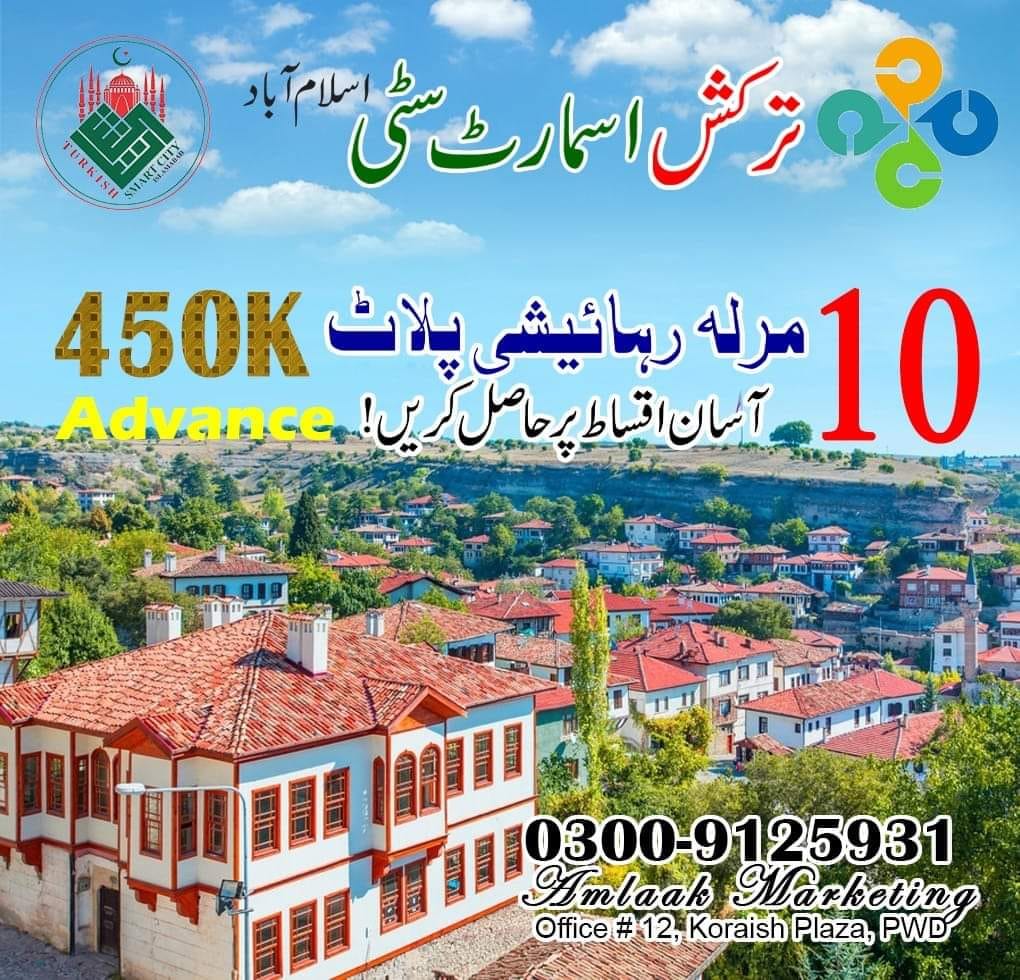 ترکش اسمارٹ سٹی اسلام آباد
TURKISH SMART CITY
ISLAMABAD
10 مرلہ رہائیشی پلاٹ
450K
آسان اقساط پر حاصل کریں!
Advance
0300-9125931
Amlaak Marketing
Office # 12, Koraish Plaza, PWD